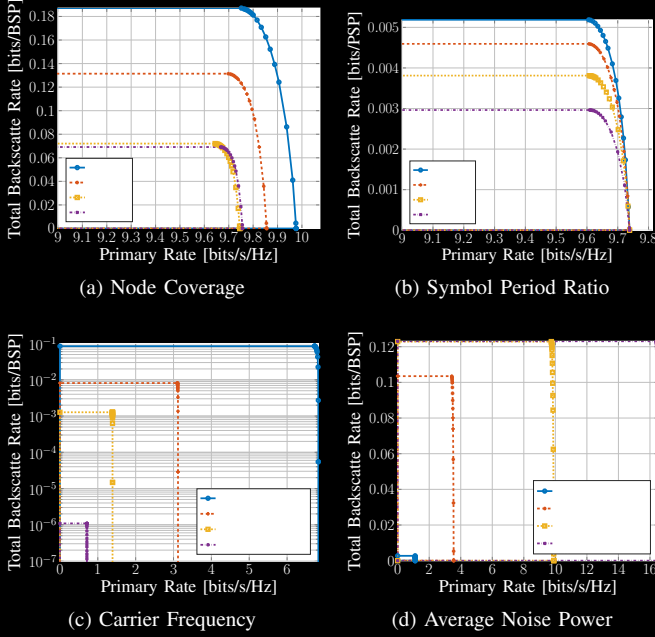 Total Backscatte Rate [bits/BSP]
0.18
0.16
0.14
0.12
0.1
0.08
0.06
0.04
0.02
0
9 9.1 9.2 9.3 9.4 9.5 9.6 9.7 9.8 9.9 10
Primary Rate [bits/s/Hz]
(a) Node Coverage
Total Backscatter Rate [bits/PSP]
0.005
0.004
0.003
0.002
0.001
0
9 9.1 9.2 9.3 9.4 9.5 9.6 9.7 9.8
Primary Rate [bits/s/Hz]
(b) Symbol Period Ratio
Total Backscatte Rate [bits/BSP]
10⁻¹
10⁻²
10⁻³
10⁻⁴
10⁻⁵
10⁻⁶
10⁻⁷
0 1 2 3 4 5 6
Primary Rate [bits/s/Hz]
(c) Carrier Frequency
Total Backscatte Rate [bits/BSP]
0.12
0.1
0.08
0.06
0.04
0.02
0
0 2 4 6 8 10 12 14 16
Primary Rate [bits/s/Hz]
(d) Average Noise Power